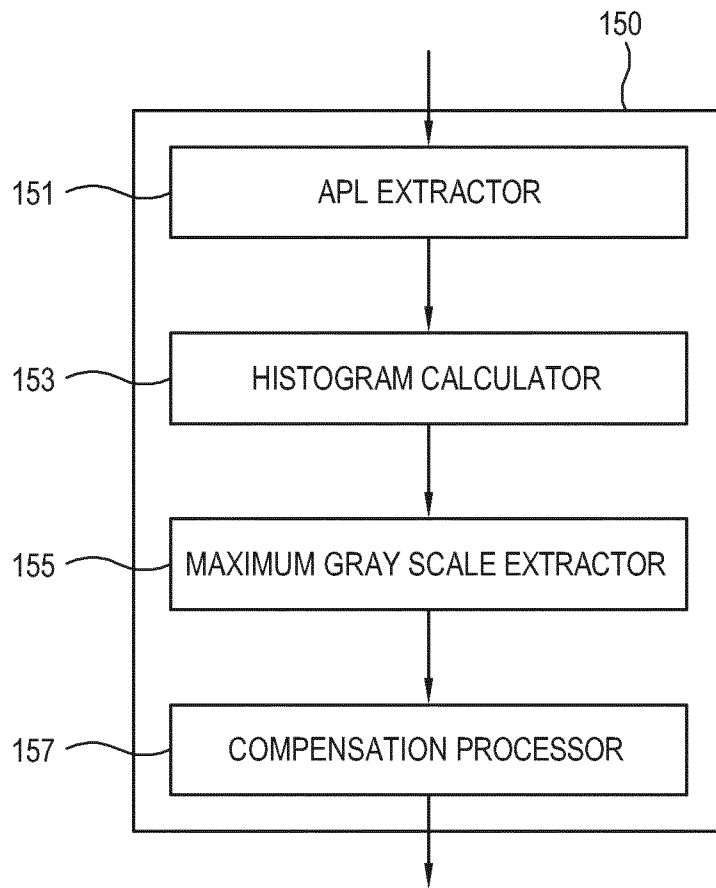 150
151
APL EXTRACTOR
153
HISTOGRAM CALCULATOR
155
MAXIMUM GRAY SCALE EXTRACTOR
157
COMPENSATION PROCESSOR